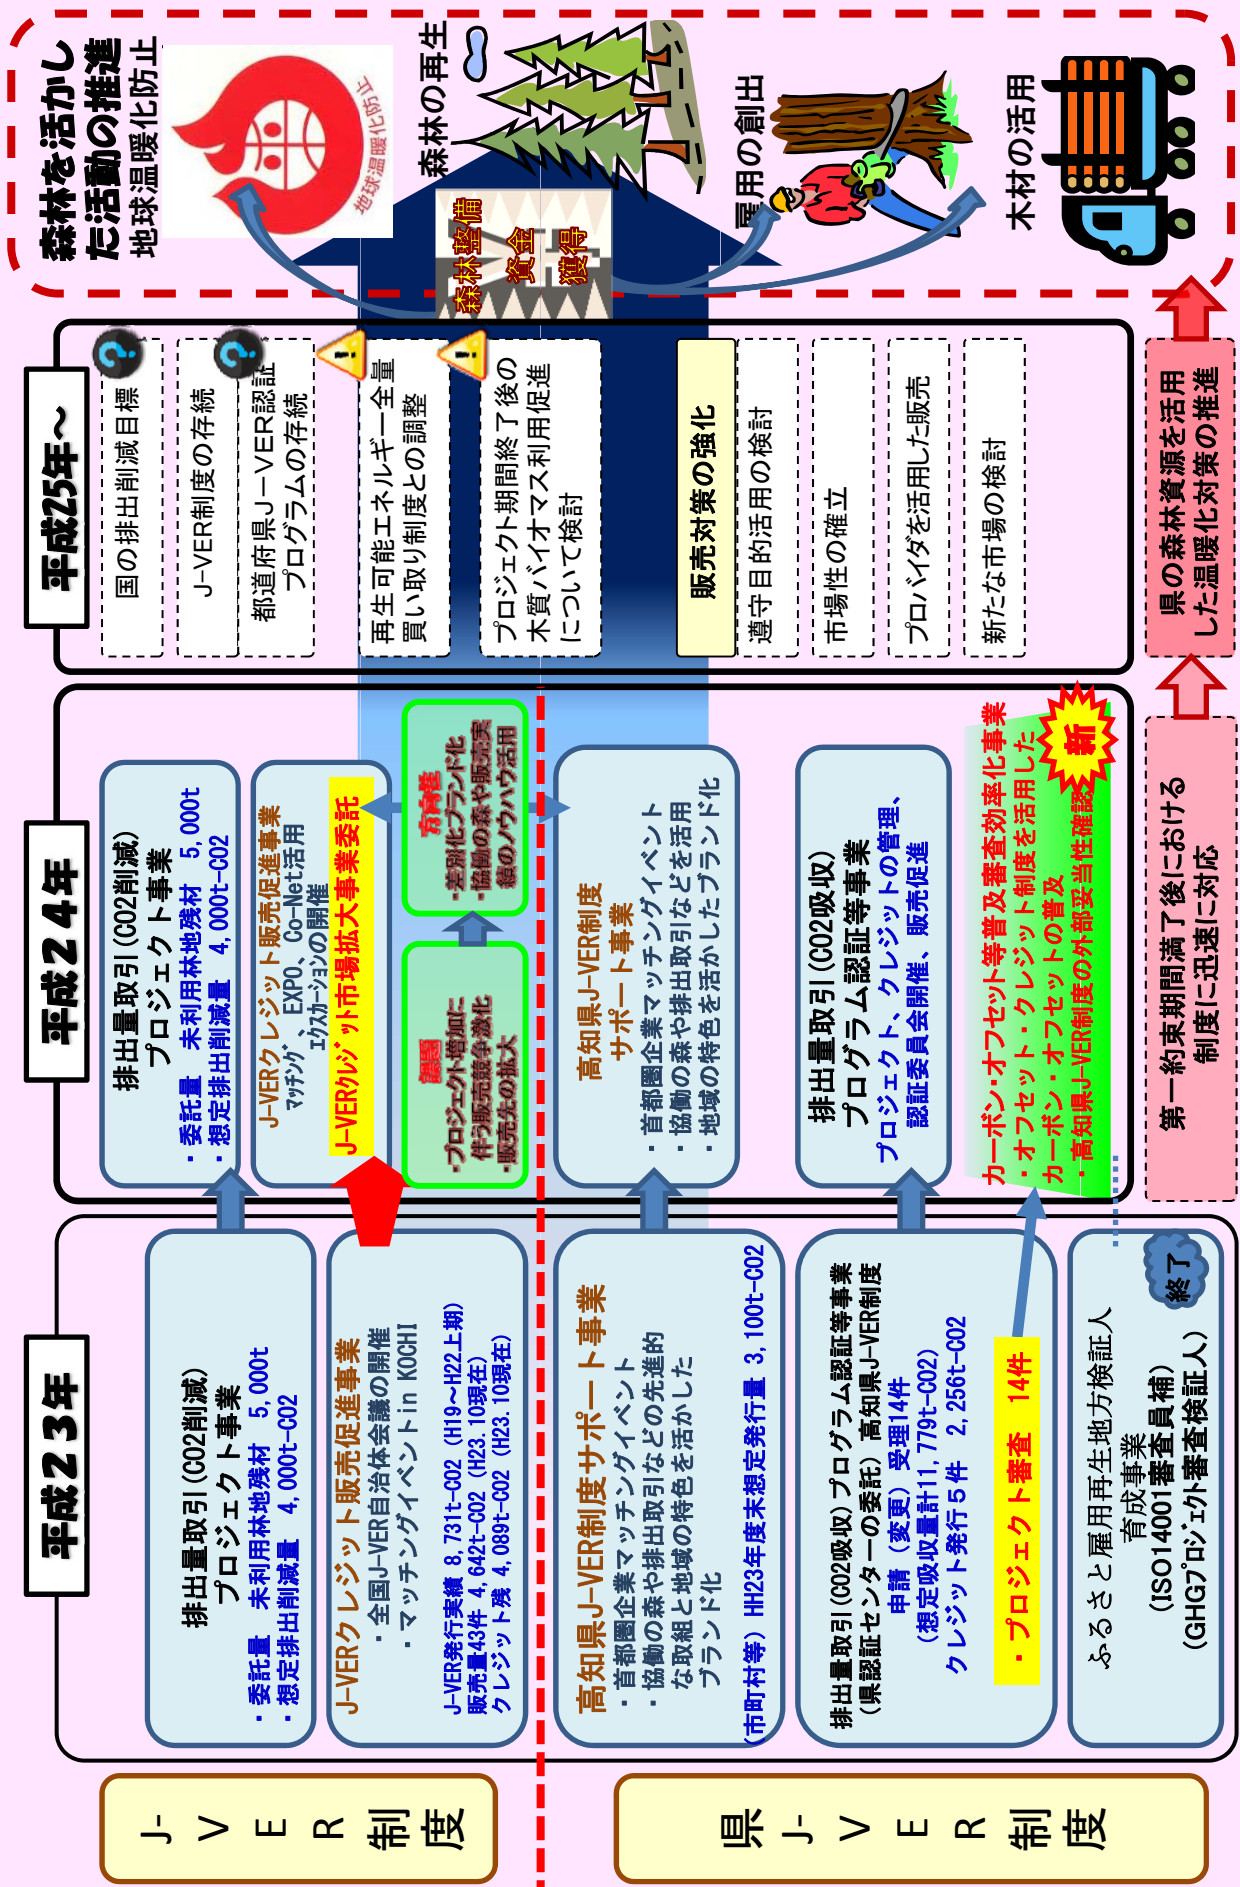 J-VER制度
県J-VER制度
平成23年
排出量取引(CO2削減)
プロジェクト事業
・委託量　未利用林地残材　5,000t
・想定排出削減量　4,000t-CO2
J-VERクレジット販売促進事業
・全国J-VER自治体会議の開催
・マッチングイベントin KOCHI
J-VER発行実績 8,731t-CO2 (H19～H22上期)
販売量43件 4,642t-CO2 (H23.10現在)
クレジット残 4,089t-CO2 (H23.10現在)
高知県J-VER制度サポート事業
・首都圏企業マッチングイベント
・協働の森や排出取引などの先進的
な取組と地域の特色を活かした
ブランド化
(市町村等) HH23年度末想定発行量 3,100t-CO2
排出量取引(CO2吸収)プログラム認証等事業
(県認証センターの委託) 高知県J-VER制度
申請（変更）受理14件
(想定吸収量計11,779t-CO2)
クレジット発行5件　2,256t-CO2
・プロジェクト審査　14件
ふるさと雇用再生地方検証人
育成事業
(ISO14001審査員補)
(GHGプロジェクト審査検証人)
終了
平成24年
排出量取引(CO2削減)
プロジェクト事業
・委託量　未利用林地残材　5,000t
・想定排出削減量　4,000t-CO2
J-VERクレジット販売促進事業
マッチング、EXPO、Go-Net活用
エクスカーションの開催
J-VERクレジット市場拡大事業委託
課題
・プロジェクト増加に
伴う販売競争激化
・販売先の拡大
方向性
・差別化ブランド化
・協働の森や販売実
績のノウハウ活用
高知県J-VER制度
サポート事業
・首都圏企業マッチングイベント
・協働の森や排出取引などを活用
・地域の特色を活かしたブランド化
排出量取引(CO2吸収)
プログラム認証等事業
プロジェクト、クレジットの管理、
認証委員会開催、販売促進
カーボン・オフセット等普及審査効率化事業
・オフセット・クレジット制度を活用した
カーボン・オフセットの普及
・高知県J-VER制度の外部妥当性確認
新
第一約束期間満了後における
制度に迅速に対応
平成25年～
国の排出削減目標
?
J-VER制度の存続
都道府県J-VER認証
プログラムの存続
?
再生可能エネルギー全量
買い取り制度との調整
!
プロジェクト期間終了後の
木質バイオマス利用促進
について検討
!
販売対策の強化
遵守目的活用の検討
市場性の確立
プロバイダを活用した販売
新たな市場の検討
県の森林資源を活用
した温暖化対策の推進
森林を活かし
た活動の推進
地球温暖化防止
地球温暖化防止
森林の再生
森林整備
資金
獲得
雇用の創出
木材の活用